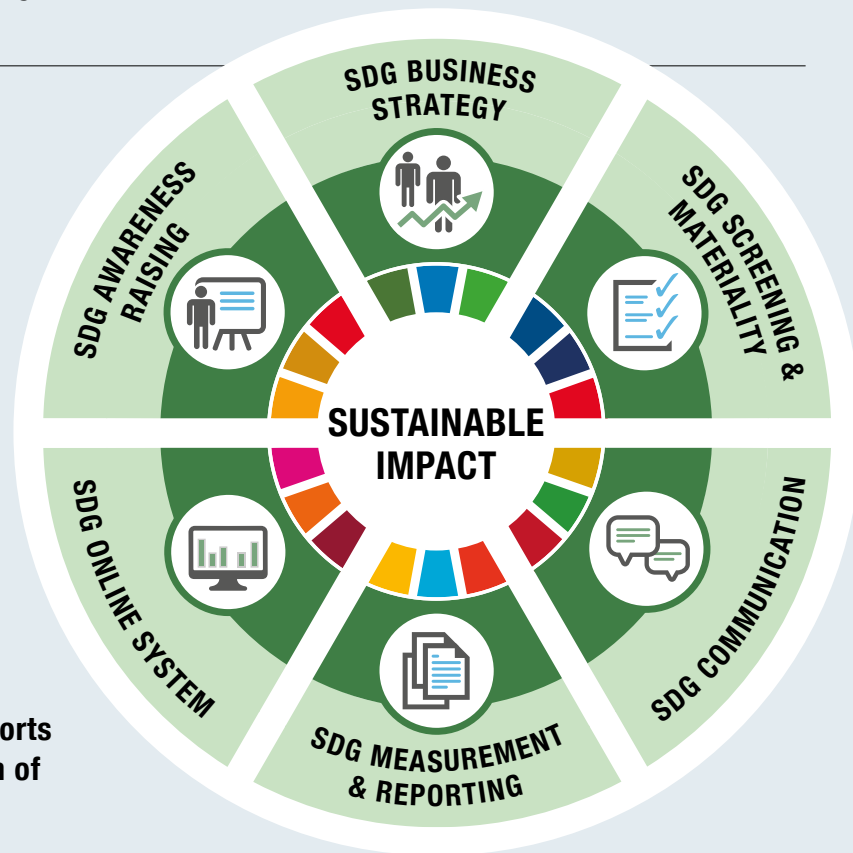 SDG BUSINESS
STRATEGY
SDG AWARENESS
RAISING
SDG SCREENING &
MATERIALITY
SUSTAINABLE
IMPACT
SDG ONLINE SYSTEM
SDG COMMUNICATION
SDG MEASUREMENT
& REPORTING
orts
of